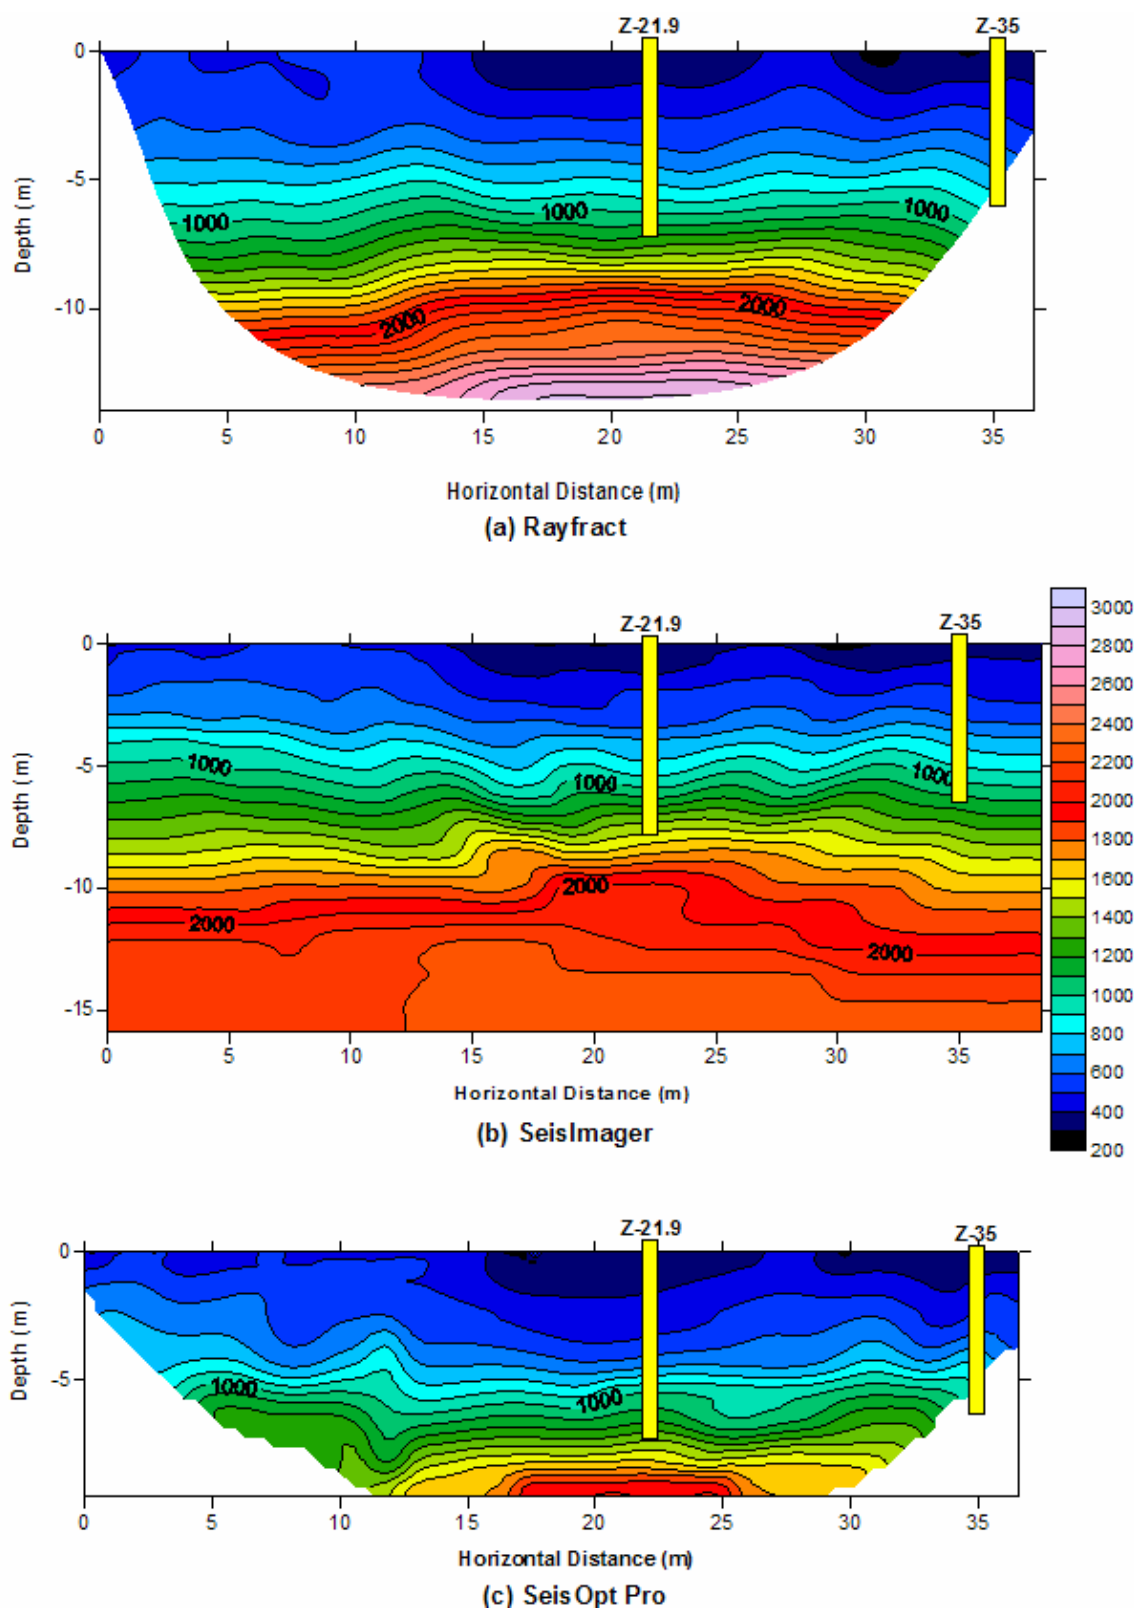 Z-21.9 Z-35
0
-5
-10
Depth (m)
1000 1000 1000
2000 2000
0 5 10 15 20 25 30 35
Horizontal Distance (m)
(a) Rayfract
Z-21.9 Z-35
0
-5
-10
-15
Depth (m)
1000 1000 1000
2000 2000 2000
0 5 10 15 20 25 30 35
Horizontal Distance (m)
(b) SeisImager
3000
2800
2600
2400
2200
2000
1800
1600
1400
1200
1000
800
600
400
200
Z-21.9 Z-35
0
-5
Depth (m)
1000 1000
0 5 10 15 20 25 30 35
Horizontal Distance (m)
(c) SeisOpt Pro